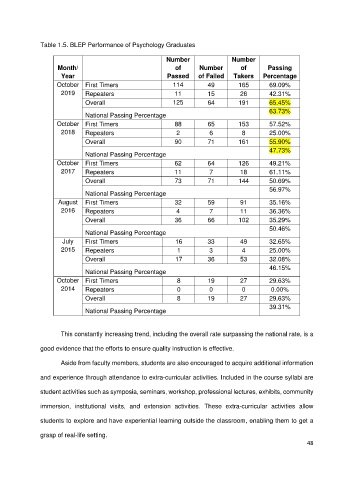 Table 1.5. BLEP Performance of Psychology Graduates
Month/ Year | Number of Passed | Number of Failed | Number of Takers | Passing Percentage
October 2019 First Timers 114 49 165 69.09%
Repeaters 11 15 26 42.31%
Overall 125 64 191 65.45%
National Passing Percentage 63.73%
October 2018 First Timers 88 65 153 57.52%
Repeaters 2 6 8 25.00%
Overall 90 71 161 55.90%
National Passing Percentage 47.73%
October 2017 First Timers 62 64 126 49.21%
Repeaters 11 7 18 61.11%
Overall 73 71 144 50.69%
National Passing Percentage 56.97%
August 2016 First Timers 32 59 91 35.16%
Repeaters 4 7 11 36.36%
Overall 36 66 102 35.29%
National Passing Percentage 50.46%
July 2015 First Timers 16 33 49 32.65%
Repeaters 1 3 4 25.00%
Overall 17 36 53 32.08%
National Passing Percentage 46.15%
October 2014 First Timers 8 19 27 29.63%
Repeaters 0 0 0 0.00%
Overall 8 19 27 29.63%
National Passing Percentage 39.31%
This constantly increasing trend, including the overall rate surpassing the national rate, is a
good evidence that the efforts to ensure quality instruction is effective.
Aside from faculty members, students are also encouraged to acquire additional information
and experience through attendance to extra-curricular activities. Included in the course syllabi are
student activities such as symposia, seminars, workshop, professional lectures, exhibits, community
immersion, institutional visits, and extension activities. These extra-curricular activities allow
students to explore and have experiential learning outside the classroom, enabling them to get a
grasp of real-life setting.
48